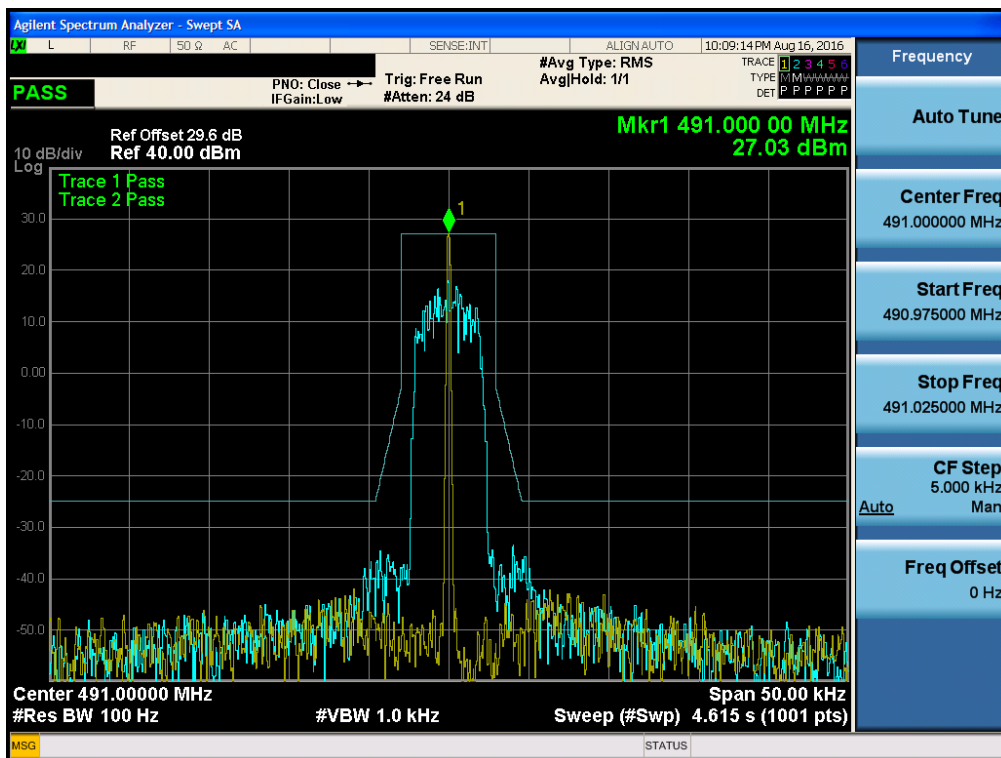 Agilent Spectrum Analyzer - Swept SA
LXI L RF 50 Ω AC SENSE:INT ALIGN AUTO 10:09:14 PM Aug 16, 2016
PASS
PNO: Close
IFGain:Low
Trig: Free Run
#Atten: 24 dB
#Avg Type: RMS
Avg|Hold: 1/1
TRACE 1 2 3 4 5 6
TYPE M M W W W W
DET P P P P P P
Ref Offset 29.6 dB
10 dB/div Ref 40.00 dBm
Log
Mkr1 491.000 00 MHz
27.03 dBm
Trace 1 Pass
Trace 2 Pass
1
30.0
20.0
10.0
0.00
-10.0
-20.0
-30.0
-40.0
-50.0
Center 491.00000 MHz Span 50.00 kHz
#Res BW 100 Hz #VBW 1.0 kHz Sweep (#Swp) 4.615 s (1001 pts)
MSG STATUS
Frequency
Auto Tune
Center Freq
491.000000 MHz
Start Freq
490.975000 MHz
Stop Freq
491.025000 MHz
CF Step
5.000 kHz
Auto Man
Freq Offset
0 Hz